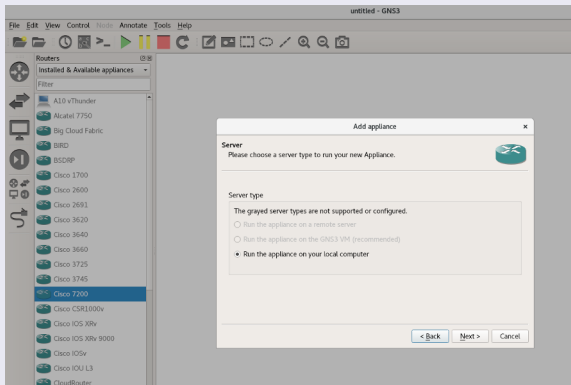 untitled - GNS3
File Edit View Control Node Annotate Tools Help
Routers
Installed & Available appliances
Filter
A10 vThunder
Alcatel 7750
Big Cloud Fabric
BIRD
BSDRP
Cisco 1700
Cisco 2600
Cisco 2691
Cisco 3620
Cisco 3640
Cisco 3660
Cisco 3725
Cisco 3745
Cisco 7200
Cisco CSR1000v
Cisco IOS XRv
Cisco IOS XRv 9000
Cisco IOSv
Cisco IOU L3
CloudRouter
Add appliance
Server
Please choose a server type to run your new Appliance.
Server type
The grayed server types are not supported or configured.
Run the appliance on a remote server
Run the appliance on the GNS3 VM (recommended)
Run the appliance on your local computer
< Back Next > Cancel